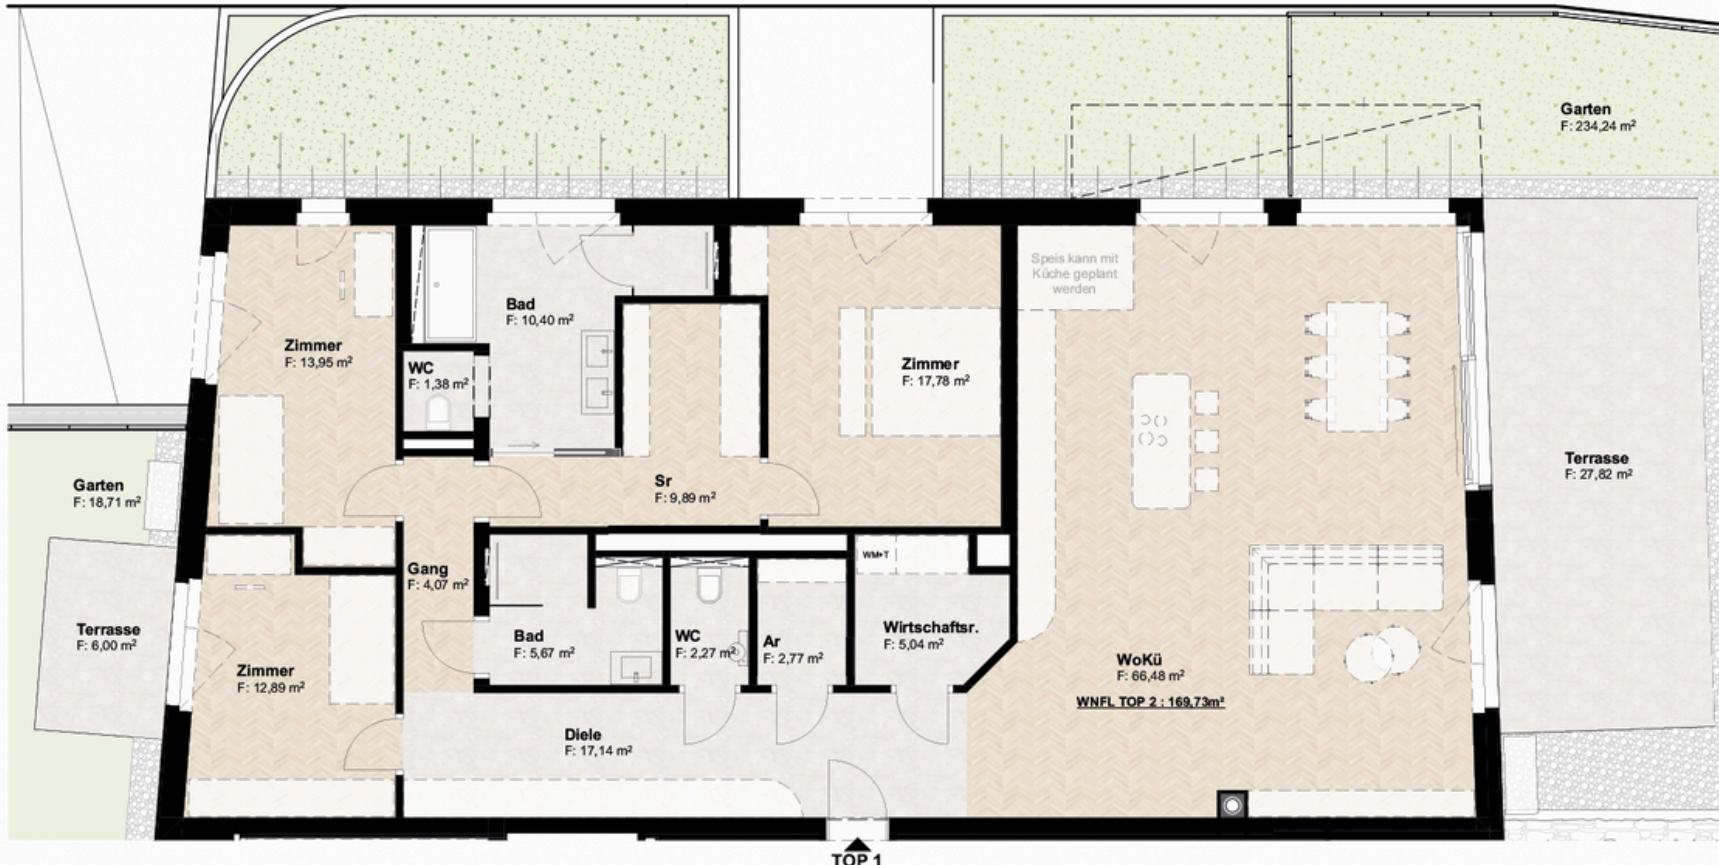 Garten
F: 234,24 m²
Speis kann mit
Küche geplant
werden
Bad
F: 10,40 m²
Zimmer
F: 13,95 m²
WC
F: 1,38 m²
Zimmer
F: 17,78 m²
Terrasse
F: 27,82 m²
Garten
F: 18,71 m²
Sr
F: 9,89 m²
WM+T
Gang
F: 4,07 m²
Terrasse
F: 6,00 m²
Bad
F: 5,67 m²
WC
F: 2,27 m²
Ar
F: 2,77 m²
Wirtschaftsr.
F: 5,04 m²
Zimmer
F: 12,89 m²
WoKü
F: 66,48 m²
WNFL TOP 2 : 169,73m²
Diele
F: 17,14 m²
TOP 1